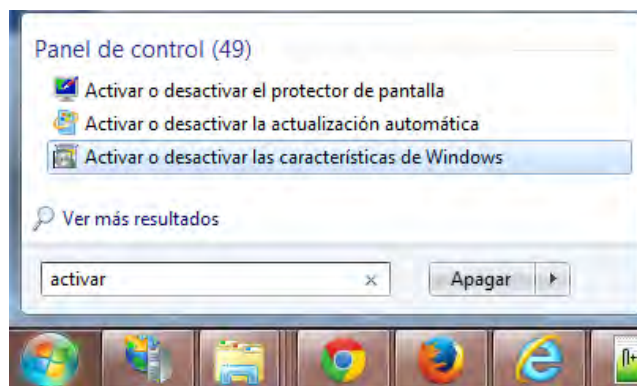 Panel de control (49)
Activar o desactivar el protector de pantalla
Activar o desactivar la actualización automática
Activar o desactivar las características de Windows
Ver más resultados
activar
Apagar